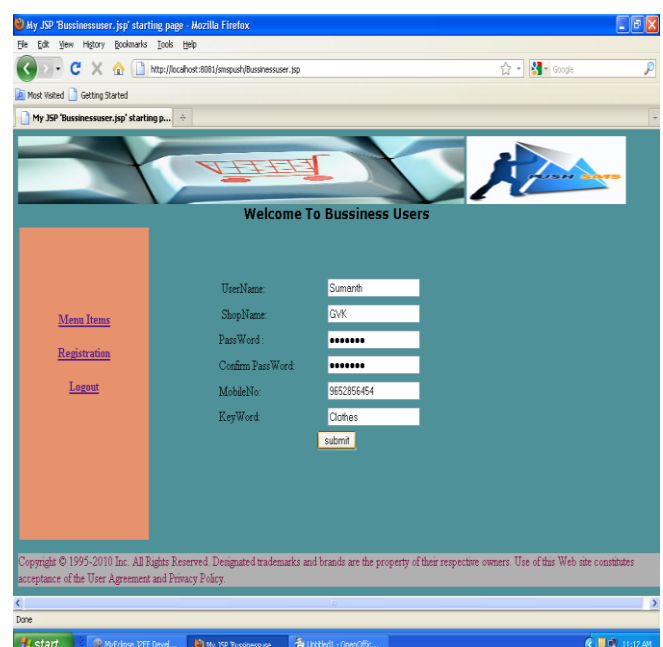 My JSP 'Bussinessuser.jsp' starting page - Mozilla Firefox
File Edit View History Bookmarks Tools Help
http://localhost:8081/smspush/Bussinessuser.jsp
Google
Most Visited Getting Started
My JSP 'Bussinessuser.jsp' starting p...
PUSH SMS
Welcome To Bussiness Users
UserName: Sumanth
ShopName: GVK
PassWord :
Confirm PassWord:
MobileNo: 9652856454
KeyWord: Clothes
submit
Menu Items
Registration
Logout
Copyright © 1995-2010 Inc. All Rights Reserved. Designated trademarks and brands are the property of their respective owners. Use of this Web site constitutes
acceptance of the User Agreement and Privacy Policy.
Done
start MyEclipse J2EE Devel... My JSP 'Bussinessuse... Untitled1 - OpenOffic... 11:12 AM